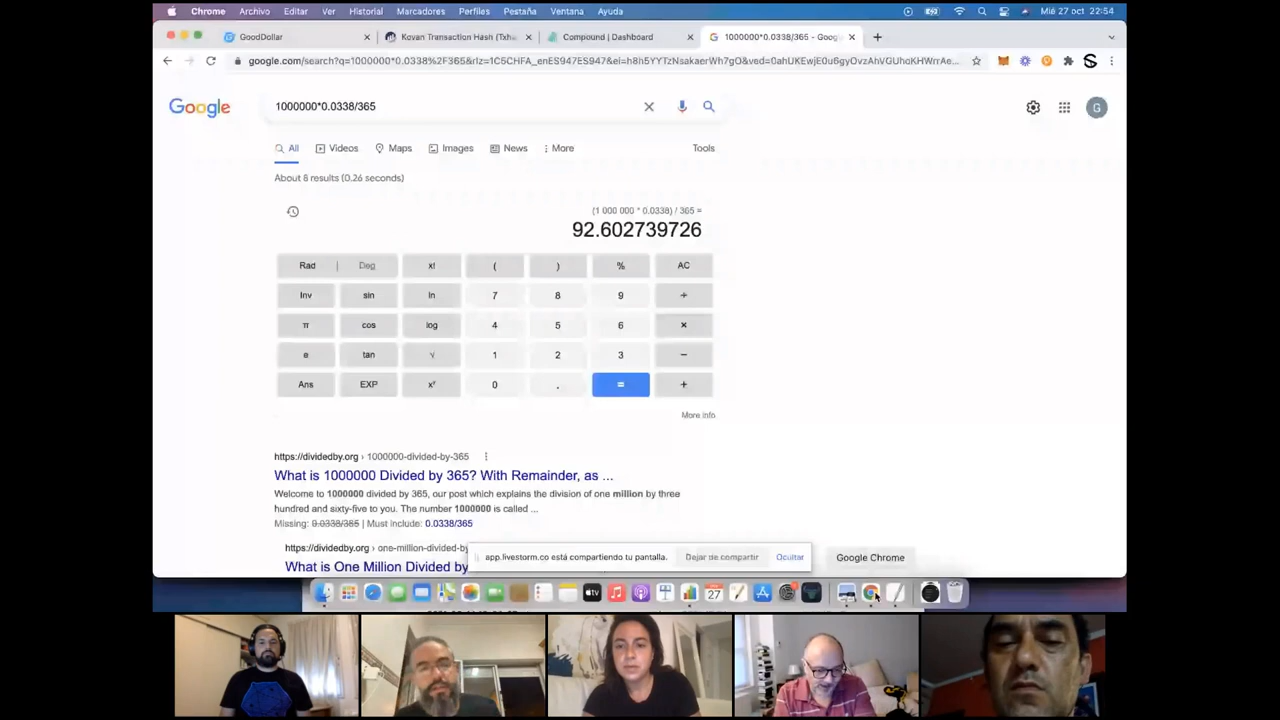 Chrome Archivo Editar Ver Historial Marcadores Perfiles Pestaña Ventana Ayuda Mié 27 oct 22:54
GoodDollar Kovan Transaction Hash (Txha Compound | Dashboard 1000000*0.0338/365 - Goog
google.com/search?q=1000000*0.0338%2F365&rlz=1C5CHFA_enES947ES947&
Google 1000000*0.0338/365 G
All Videos Maps Images News More Tools
About 8 results (0.26 seconds)
(1 000 000 * 0.0338) / 365 =
92.602739726
Rad | Deg x! ( ) % AC
Inv sin ln 7 8 9 ÷
π cos log 4 5 6 ×
e tan √ 1 2 3 −
Ans EXP xʸ 0 . = +
More info
https://dividedby.org › 1000000-divided-by-365
What is 1000000 Divided by 365? With Remainder, as ...
Welcome to 1000000 divided by 365, our post which explains the division of one million by three
hundred and sixty-five to you. The number 1000000 is called ...
Missing: 0.0338/365 | Must include: 0.0338/365
https://dividedby.org › one-million-divided-by-
What is One Million Divided by
app.livestorm.co está compartiendo tu pantalla. Dejar de compartir Ocultar
Google Chrome
tv 27